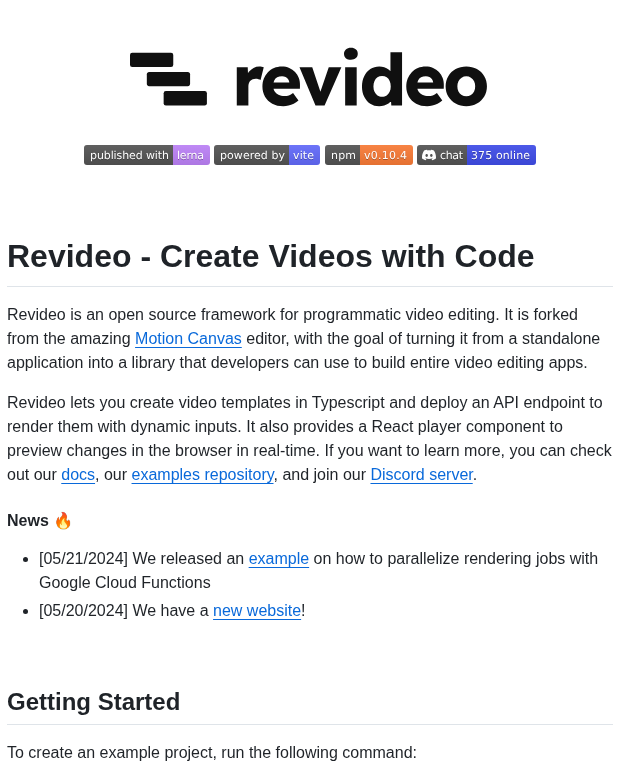 revideo
published with lerna powered by vite npm v0.10.4 chat 375 online
Revideo - Create Videos with Code
Revideo is an open source framework for programmatic video editing. It is forked
from the amazing Motion Canvas editor, with the goal of turning it from a standalone
application into a library that developers can use to build entire video editing apps.
Revideo lets you create video templates in Typescript and deploy an API endpoint to
render them with dynamic inputs. It also provides a React player component to
preview changes in the browser in real-time. If you want to learn more, you can check
out our docs, our examples repository, and join our Discord server.
News 🔥
• [05/21/2024] We released an example on how to parallelize rendering jobs with
Google Cloud Functions
• [05/20/2024] We have a new website!
Getting Started
To create an example project, run the following command: